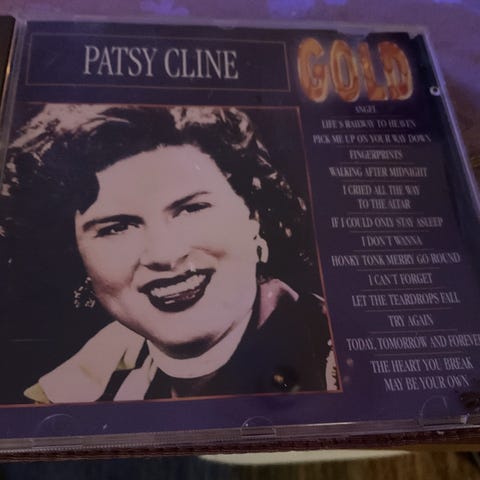 PATSY CLINE
GOLD
ANGEL
LIFE'S RAILWAY TO HEAVEN
PICK ME UP ON YOUR WAY DOWN
FINGERPRINTS
WALKING AFTER MIDNIGHT
I CRIED ALL THE WAY
TO THE ALTAR
IF I COULD ONLY STAY ASLEEP
I DON'T WANNA
HONKY TONK MERRY GO ROUND
I CAN'T FORGET
LET THE TEARDROPS FALL
TRY AGAIN
TODAY, TOMORROW AND FOREVER
THE HEART YOU BREAK
MAY BE YOUR OWN